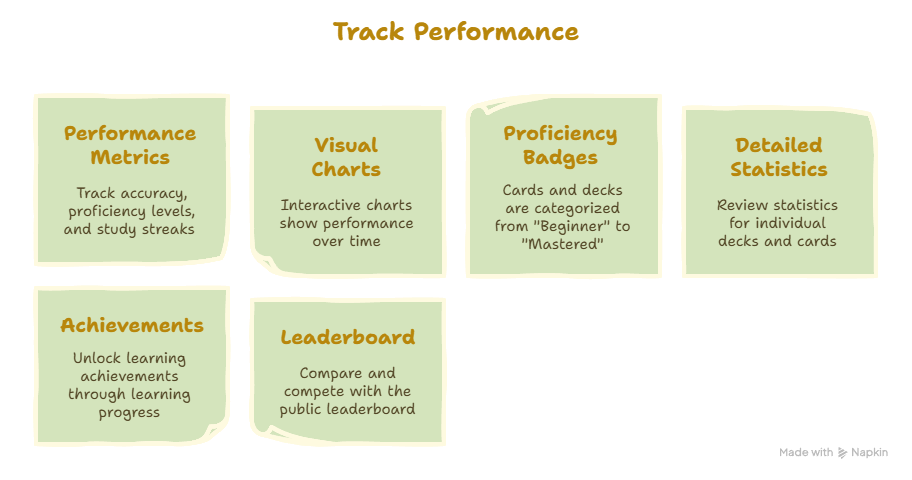 Track Performance
Performance
Metrics
Track accuracy,
proficiency levels,
and study streaks
Visual
Charts
Interactive charts
show performance
over time
Proficiency
Badges
Cards and decks
are categorized
from "Beginner" to
"Mastered"
Detailed
Statistics
Review statistics
for individual
decks and cards
Achievements
Unlock learning
achievements
through learning
progress
Leaderboard
Compare and
compete with the
public leaderboard
Made with Napkin